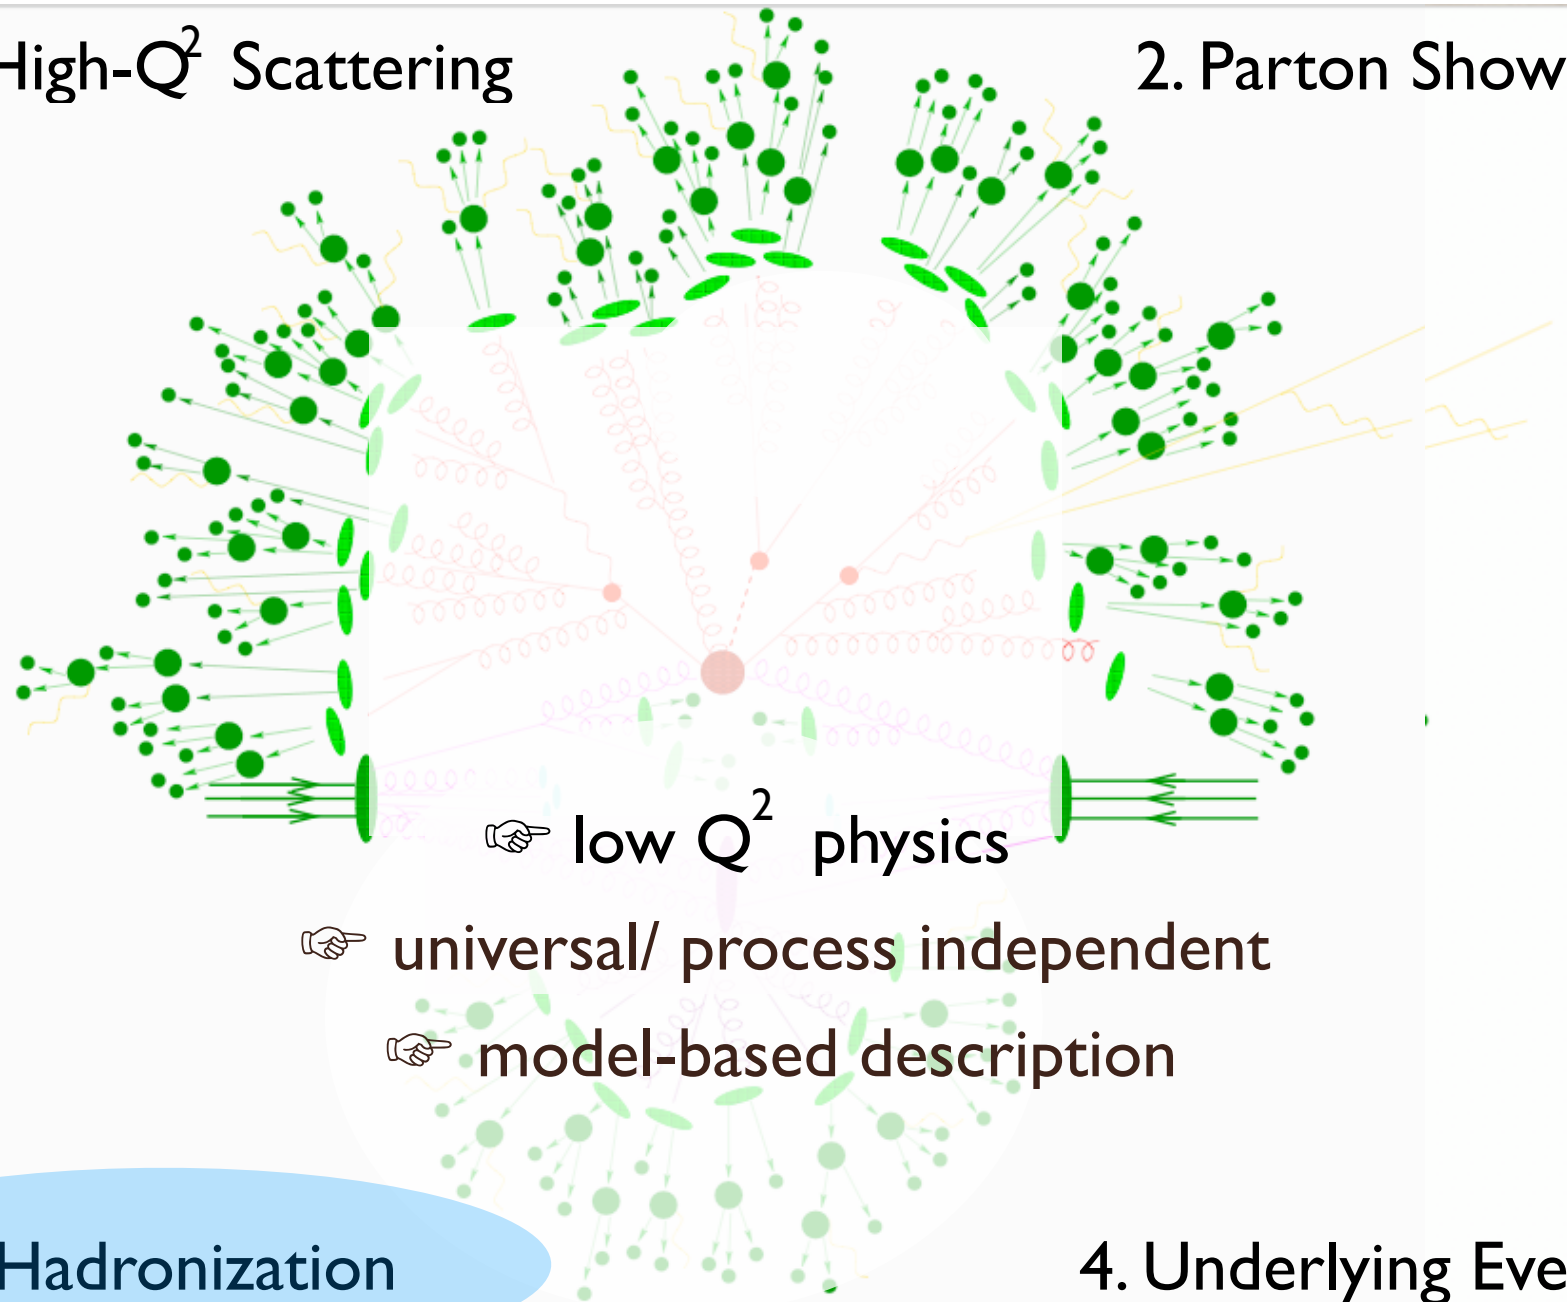 High-Q² Scattering
2. Parton Show
☞ low Q² physics
☞ universal/ process independent
☞ model-based description
Hadronization
4. Underlying Eve